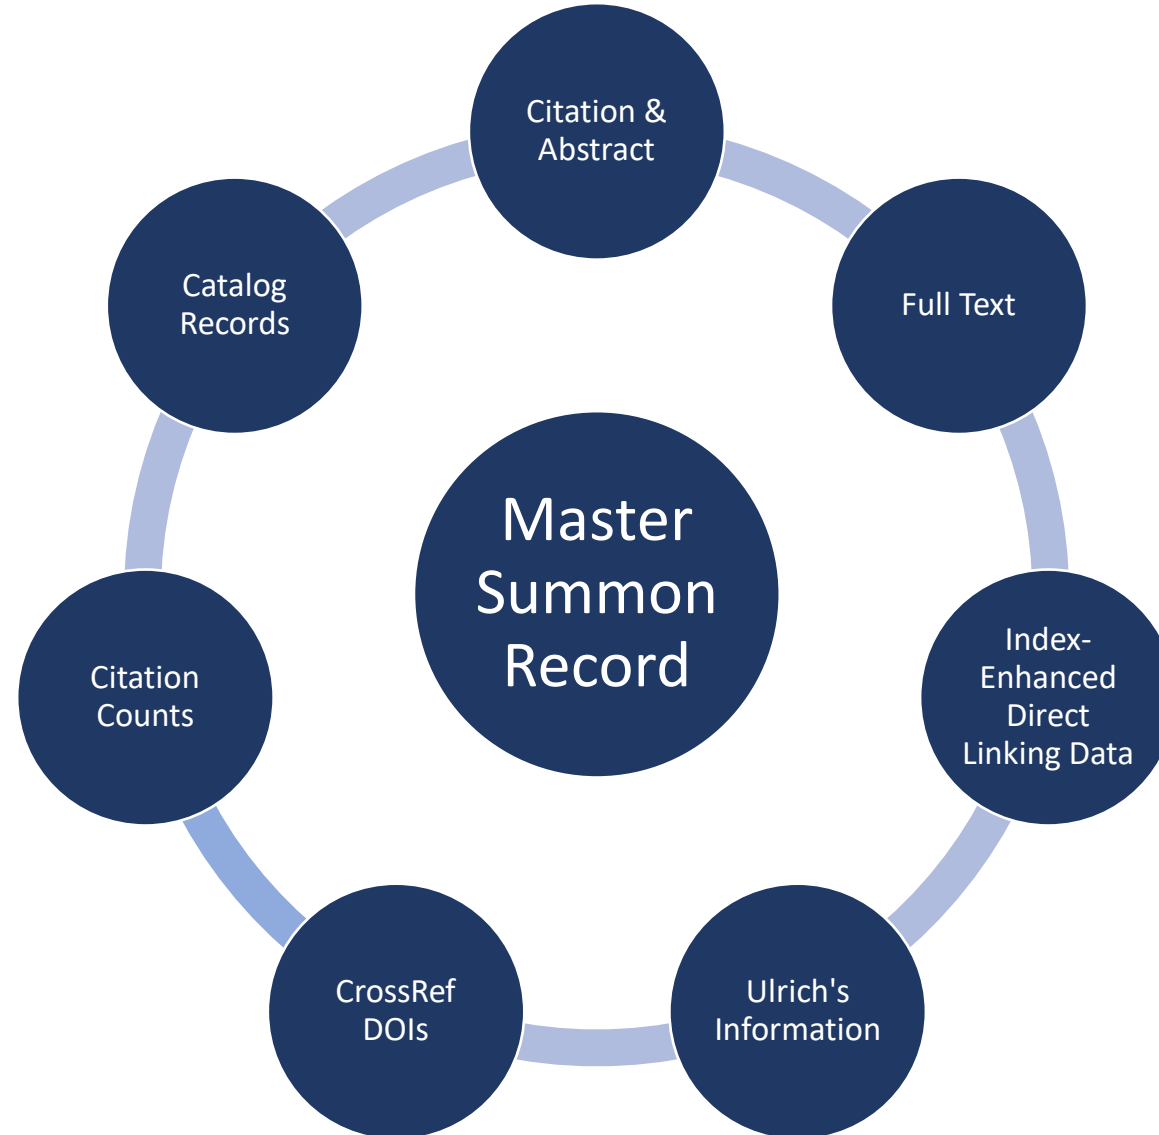 Citation &
Abstract
Full Text
Index-
Enhanced
Direct
Linking Data
Ulrich's
Information
CrossRef
DOIs
Citation
Counts
Catalog
Records
Master
Summon
Record